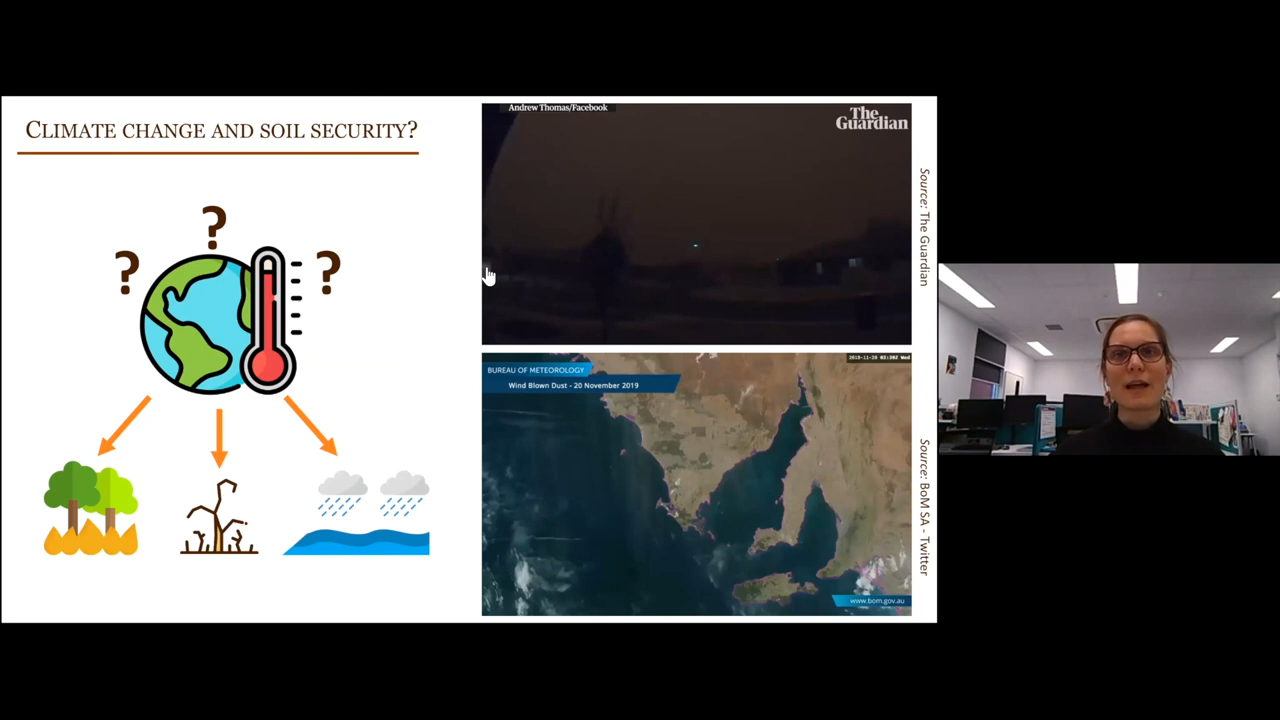 CLIMATE CHANGE AND SOIL SECURITY?
?
?
?
Andrew Thomas/Facebook
The
Guardian
Source: The Guardian
BUREAU OF METEOROLOGY
Wind Blown Dust - 20 November 2019
www.bom.gov.au
Source: BoM SA - Twitter